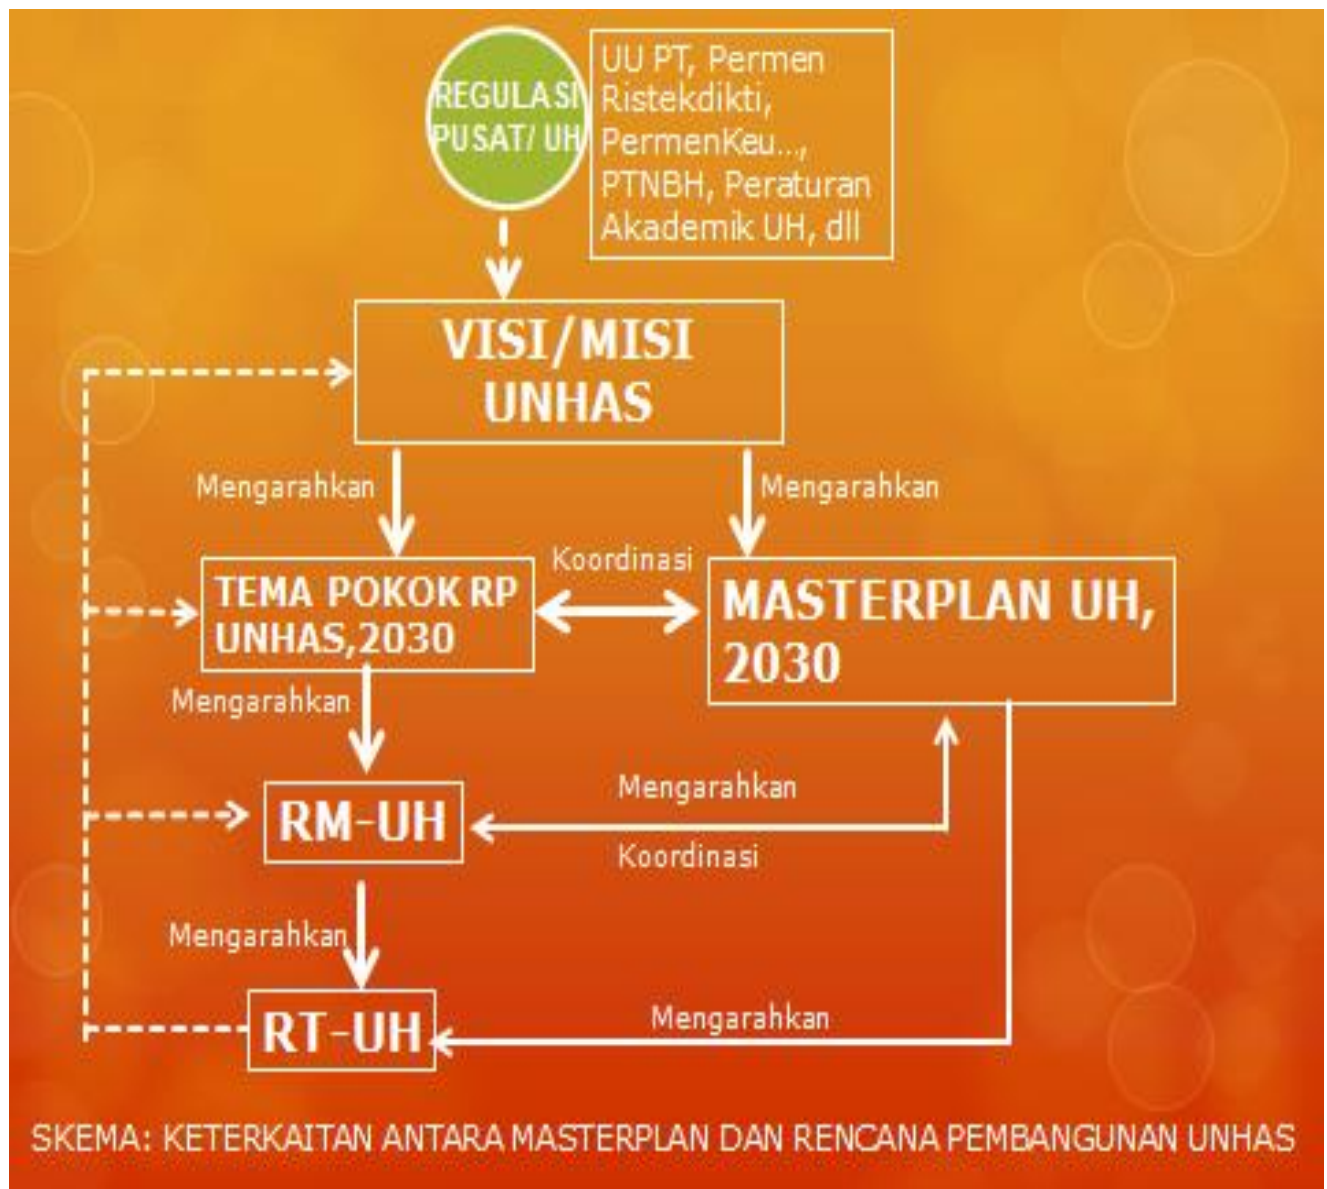 REGULASI
PUSAT/ UH
UU PT, Permen
Ristekdikti,
PermenKeu...,
PTNBH, Peraturan
Akademik UH, dll
VISI/MISI
UNHAS
Mengarahkan
Mengarahkan
Koordinasi
TEMA POKOK RP
UNHAS,2030
MASTERPLAN UH,
2030
Mengarahkan
Mengarahkan
RM-UH
Koordinasi
Mengarahkan
RT-UH
Mengarahkan
SKEMA: KETERKAITAN ANTARA MASTERPLAN DAN RENCANA PEMBANGUNAN UNHAS